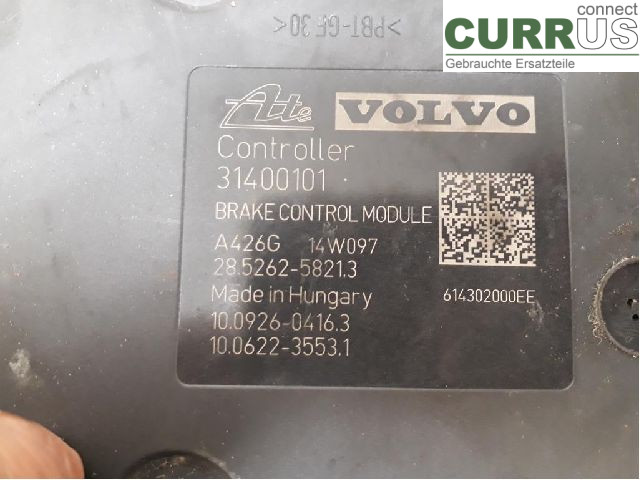 connect
CURRUS
Gebrauchte Ersatzteile
>PBT-GF30<
Ate VOLVO
Controller
31400101
BRAKE CONTROL MODULE
A426G 14W097
28.5262-5821.3
Made in Hungary 614302000EE
10.0926-0416.3
10.0622-3553.1